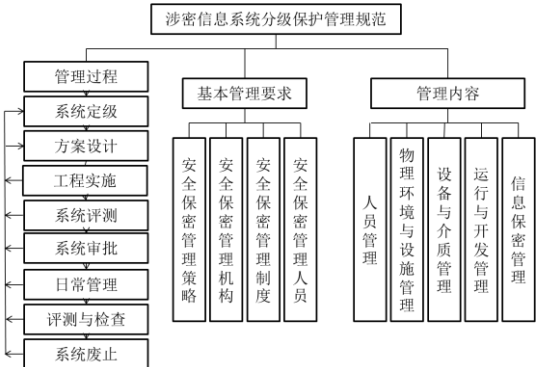 涉密信息系统分级保护管理规范
管理过程
系统定级
方案设计
工程实施
系统评测
系统审批
日常管理
评测与检查
系统废止
基本管理要求
安全保密管理策略
安全保密管理机构
安全保密管理制度
安全保密管理人员
管理内容
人员管理
物理环境与设施管理
设备与介质管理
运行与开发管理
信息保密管理